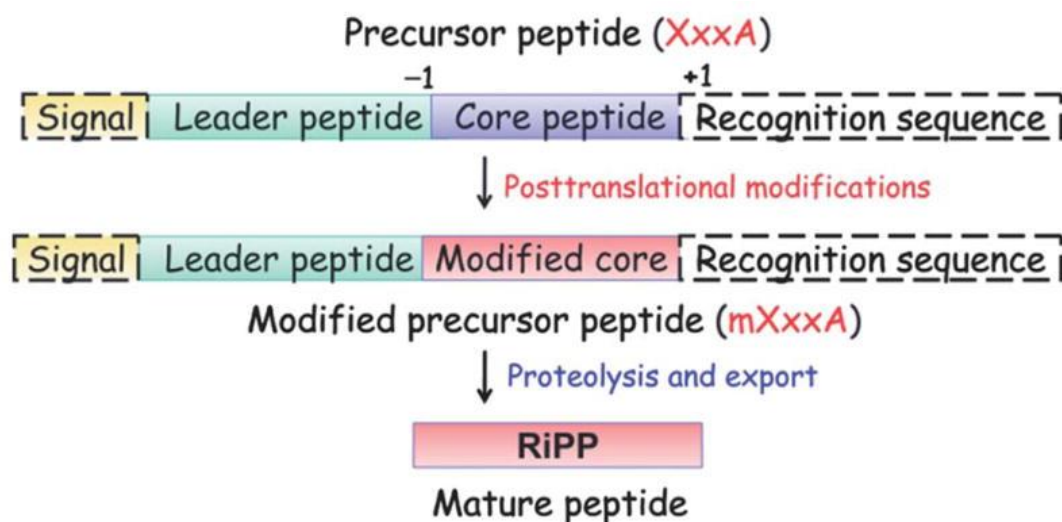 Precursor peptide (XxxA)
–1 +1
Signal Leader peptide Core peptide Recognition sequence
Posttranslational modifications
Signal Leader peptide Modified core Recognition sequence
Modified precursor peptide (mXxxA)
Proteolysis and export
RiPP
Mature peptide